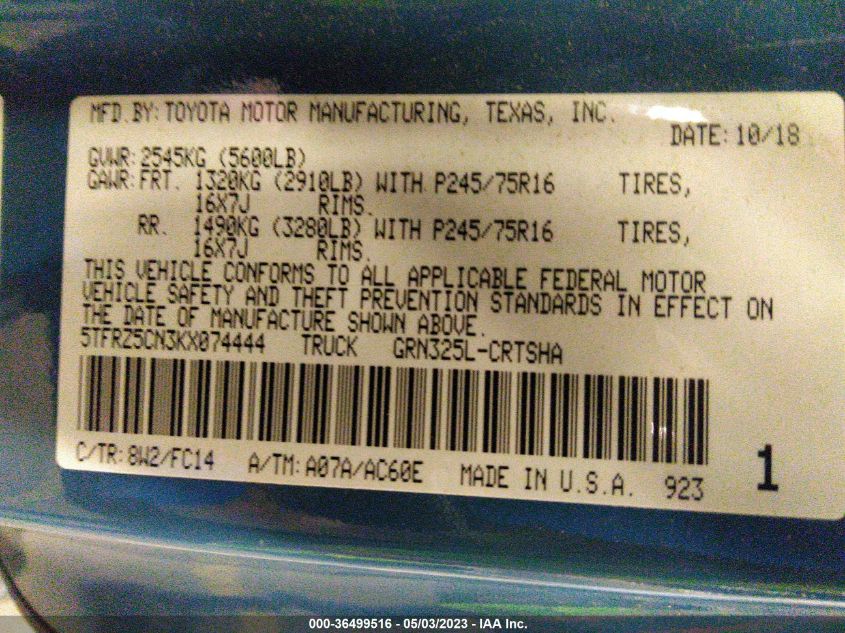 MFD.BY:TOYOTA MOTOR MANUFACTURING, TEXAS, INC.
DATE:10/18
GVWR:2545KG (5600LB)
GAWR:FRT. 1320KG (2910LB) WITH P245/75R16 TIRES,
16X7J RIMS.
RR. 1490KG (3280LB) WITH P245/75R16 TIRES,
16X7J RIMS.
THIS VEHICLE CONFORMS TO ALL APPLICABLE FEDERAL MOTOR
VEHICLE SAFETY AND THEFT PREVENTION STANDARDS IN EFFECT ON
THE DATE OF MANUFACTURE SHOWN ABOVE.
5TFRZ5CN3KX074444 TRUCK GRN325L-CRTSHA
C/TR:8W2/FC14 A/TM:A07A/AC60E MADE IN U.S.A. 923
1
000-36499516 - 05/03/2023 - IAA Inc.